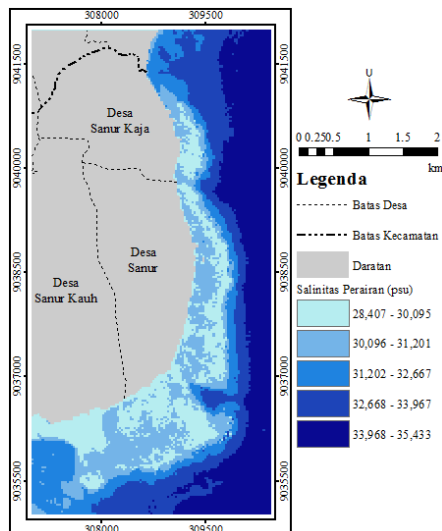 308000 309500
9041500 9041500
9040000 9040000
9038500 9038500
9037000 9037000
9035500 9035500
308000 309500
Desa
Sanur Kaja
Desa
Sanur
Desa
Sanur Kauh
U
0 0.250.5 1 1.5 2
km
Legenda
Batas Desa
Batas Kecamatan
Daratan
Salinitas Perairan (psu)
28,407 - 30,095
30,096 - 31,201
31,202 - 32,667
32,668 - 33,967
33,968 - 35,433